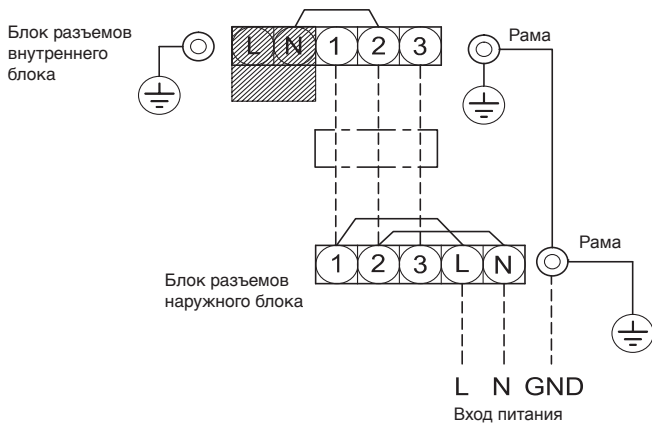 Блок разъемов
внутреннего
блока
L N 1 2 3
Рама
1 2 3 L N
Рама
Блок разъемов
наружного блока
L N GND
Вход питания